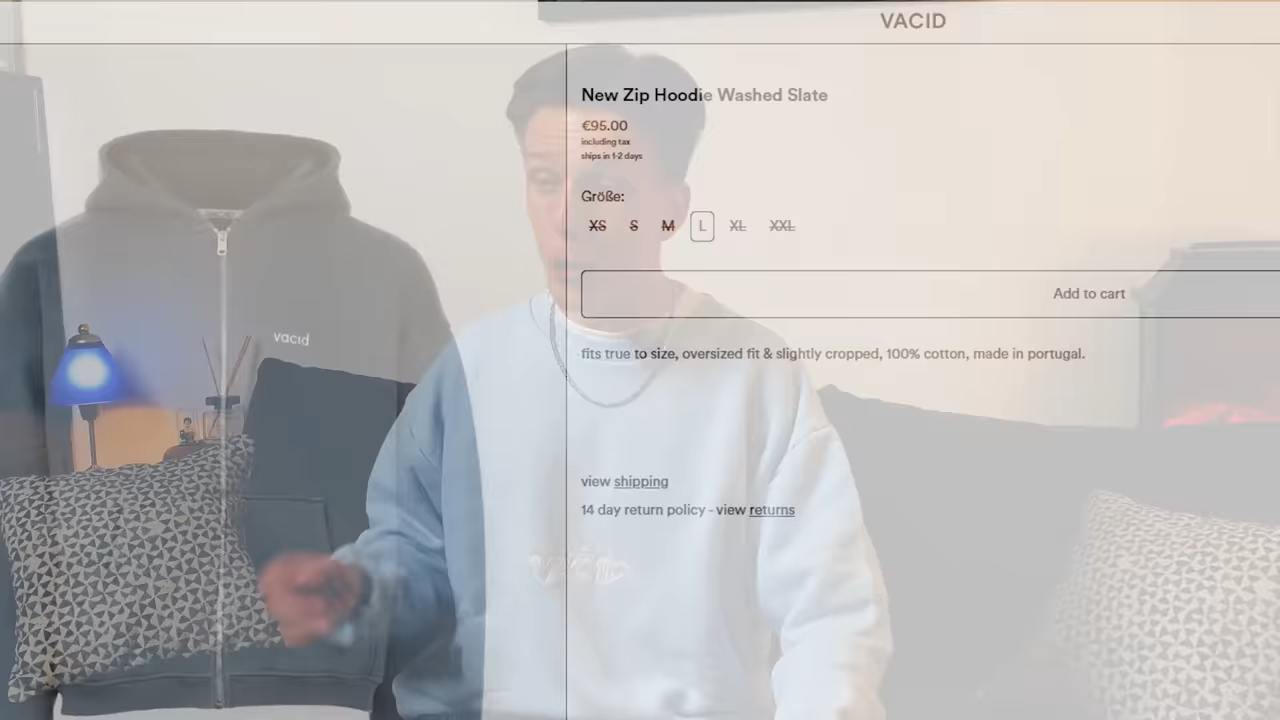 VACID
New Zip Hoodie Washed Slate
€95.00
including tax
ships in 1-2 days
Größe:
XS S M L XL XXL
Add to cart
vacid
fits true to size, oversized fit & slightly cropped, 100% cotton, made in portugal.
view shipping
14 day return policy - view returns